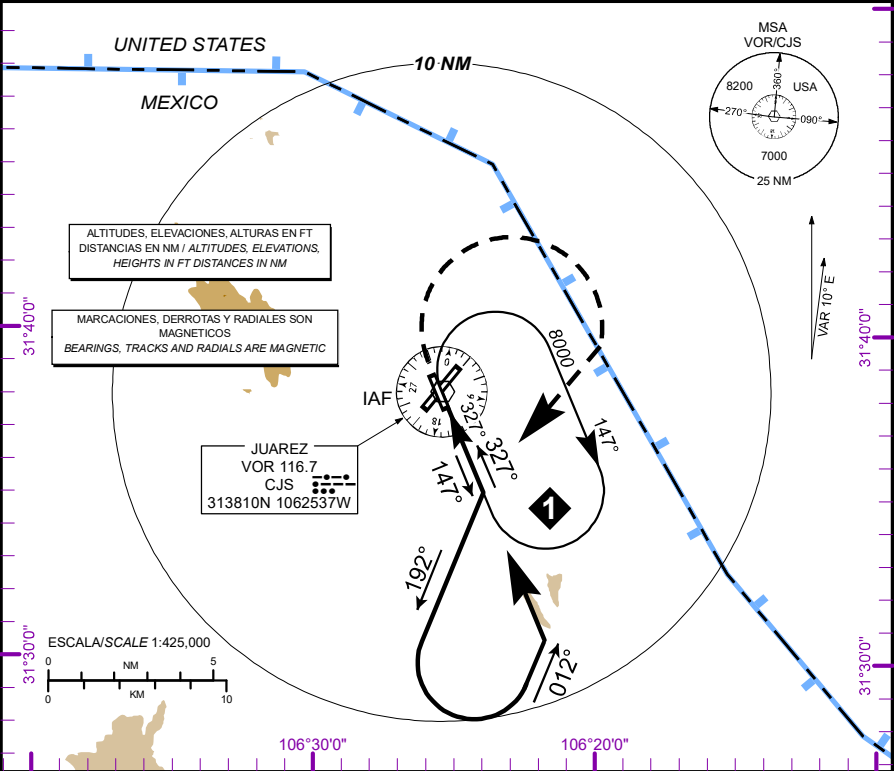 UNITED STATES
MEXICO
10 NM
MSA
VOR/CJS
8200
360°
USA
270°
090°
7000
25 NM
ALTITUDES, ELEVACIONES, ALTURAS EN FT
DISTANCIAS EN NM / ALTITUDES, ELEVATIONS,
HEIGHTS IN FT DISTANCES IN NM
MARCACIONES, DERROTAS Y RADIALES SON
MAGNETICOS
BEARINGS, TRACKS AND RADIALS ARE MAGNETIC
VAR 10° E
31°40'0"
31°40'0"
8000
IAF
0
27
9
18
327°
327°
147°
147°
JUAREZ
VOR 116.7
CJS
313810N 1062537W
1
192°
012°
ESCALA/SCALE 1:425,000
0 NM 5
0 KM 10
31°30'0"
31°30'0"
106°30'0"
106°20'0"